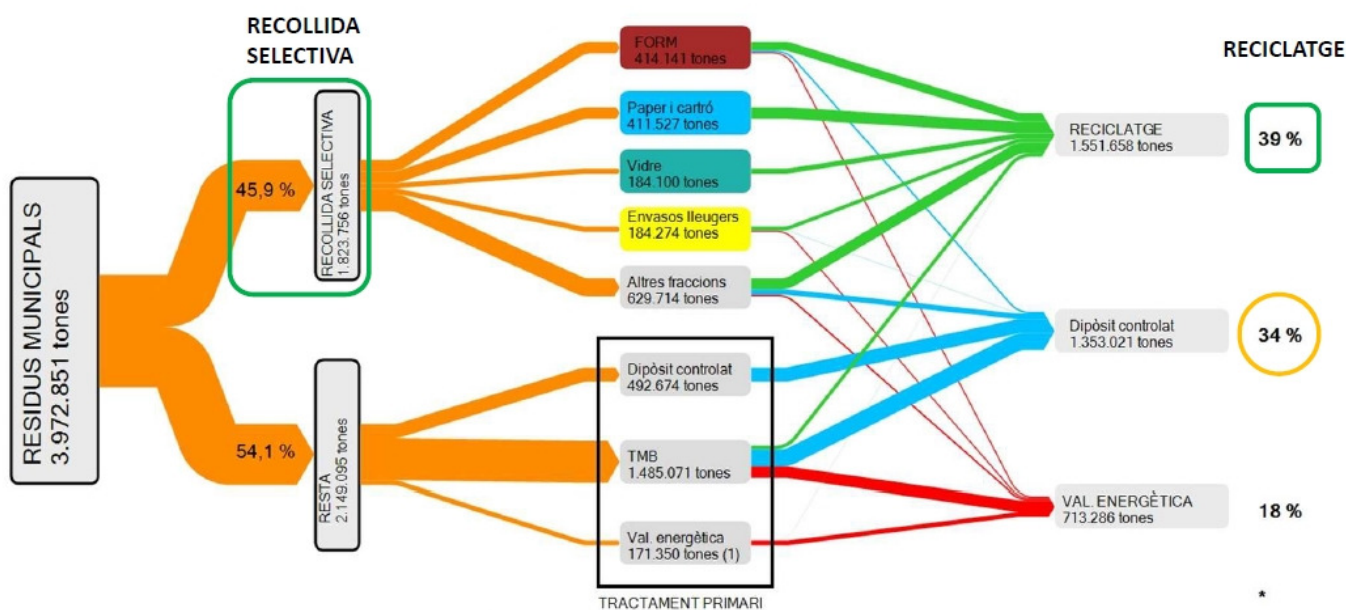 RECOLLIDA
SELECTIVA
RECICLATGE
RESIDUS MUNICIPALS
3.972.851 tones
45,9 %
RECOLLIDA SELECTIVA
1.823.756 tones
54,1 %
RESTA
2.149.095 tones
FORM
414.141 tones
Paper i cartró
411.527 tones
Vidre
184.100 tones
Envasos lleugers
184.274 tones
Altres fraccions
629.714 tones
Dipòsit controlat
492.674 tones
TMB
1.485.071 tones
Val. energètica
171.350 tones (1)
TRACTAMENT PRIMARI
RECICLATGE
1.551.658 tones
39 %
Dipòsit controlat
1.353.021 tones
34 %
VAL. ENERGÈTICA
713.286 tones
18 %
*